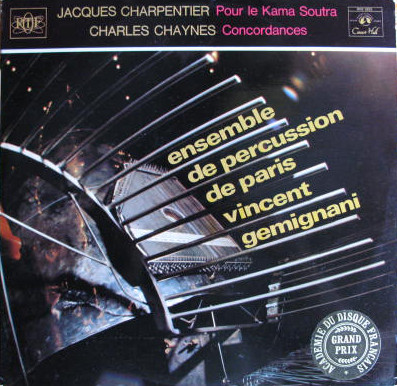 JACQUES CHARPENTIER Pour le Kama Soutra
CHARLES CHAYNES Concordances
ensemble
de percussion
de paris
vincent
gemignani
ACADEMIE DU DISQUE FRANÇAIS
GRAND
PRIX